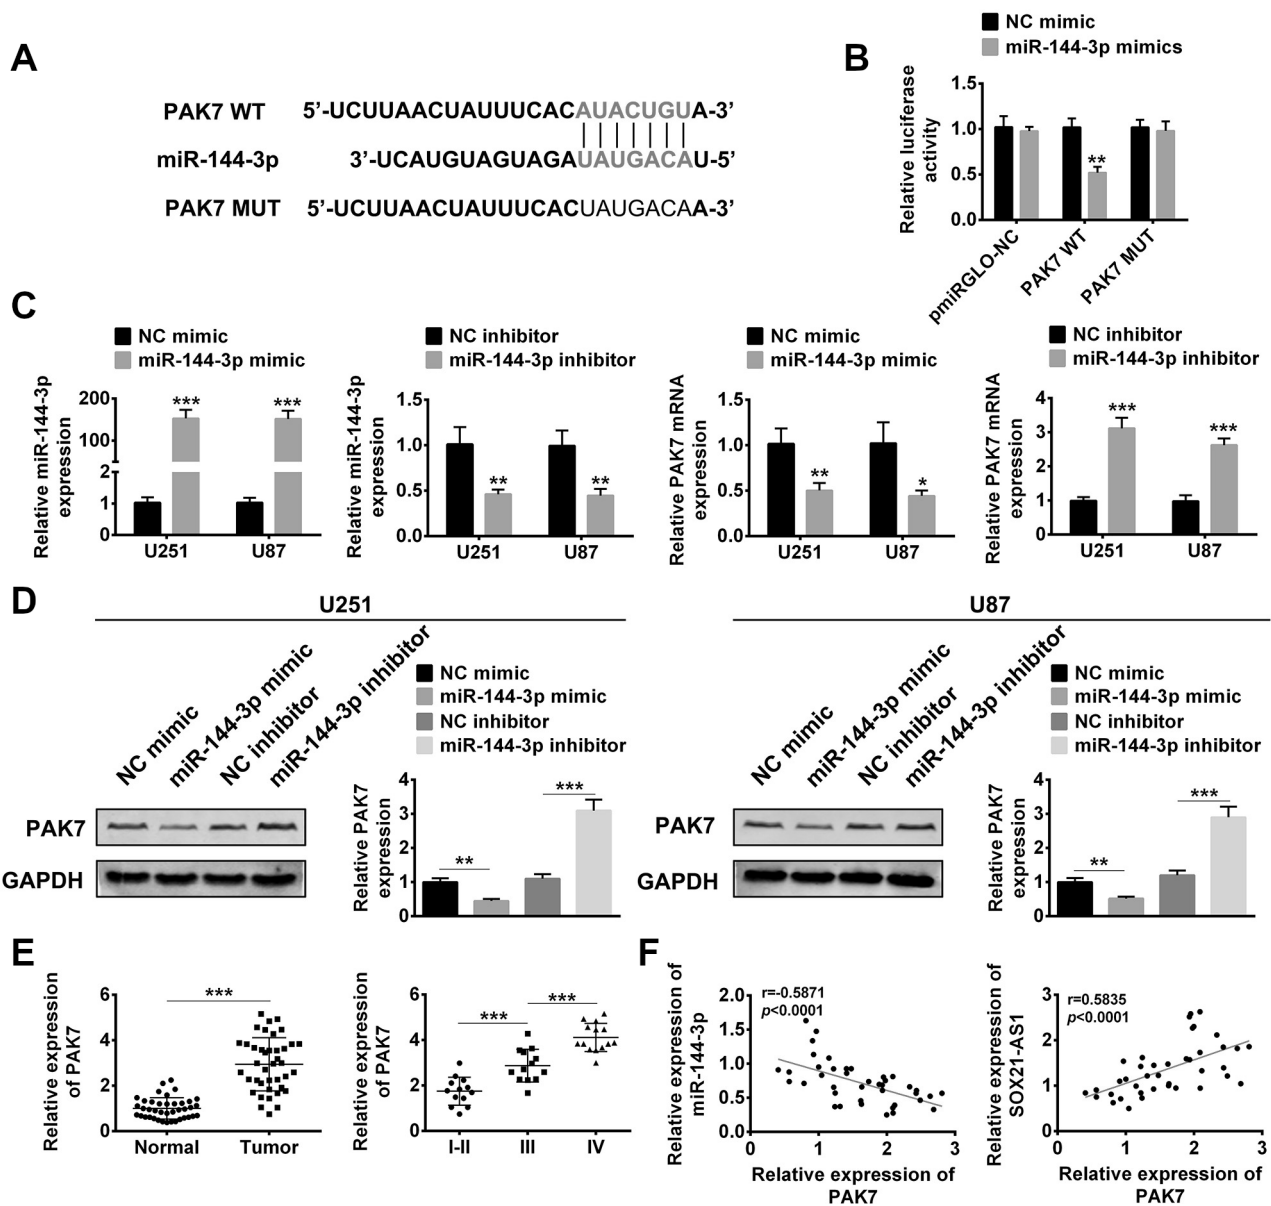 A
PAK7 WT 5’-UCUUAACUAUUUCACAUACUGUA-3’
miR-144-3p 3’-UCAUGUAGUAGAUAUGACAU-5’
PAK7 MUT 5’-UCUUAACUAUUUCACUAUGACAA-3’
B
NC mimic
miR-144-3p mimics
Relative luciferase
activity
1.5
1.0
0.5
0.0
**
pmiRGLO-NC
PAK7 WT
PAK7 MUT
C
NC mimic
miR-144-3p mimic
Relative miR-144-3p
expression
200
100
2
1
0
*** ***
U251 U87
NC inhibitor
miR-144-3p inhibitor
Relative miR-144-3p
expression
1.5
1.0
0.5
0.0
** **
U251 U87
NC mimic
miR-144-3p mimic
Relative PAK7 mRNA
expression
1.5
1.0
0.5
0.0
** *
U251 U87
NC inhibitor
miR-144-3p inhibitor
Relative PAK7 mRNA
expression
4
3
2
1
0
*** ***
U251 U87
D
U251
NC mimic
miR-144-3p mimic
NC inhibitor
miR-144-3p inhibitor
PAK7
GAPDH
NC mimic
miR-144-3p mimic
NC inhibitor
miR-144-3p inhibitor
Relative PAK7
expression
4
3
2
1
0
** ***
U87
NC mimic
miR-144-3p mimic
NC inhibitor
miR-144-3p inhibitor
PAK7
GAPDH
NC mimic
miR-144-3p mimic
NC inhibitor
miR-144-3p inhibitor
Relative PAK7
expression
4
3
2
1
0
** ***
E
Relative expression
of PAK7
6
4
2
0
***
Normal Tumor
Relative expression
of PAK7
6
4
2
0
*** ***
I-II III IV
F
Relative expression of
miR-144-3p
2.0
1.5
1.0
0.5
0.0
r=-0.5871
p<0.0001
0 1 2 3
Relative expression of
PAK7
Relative expression of
SOX21-AS1
3
2
1
0
r=0.5835
p<0.0001
0 1 2 3
Relative expression of
PAK7